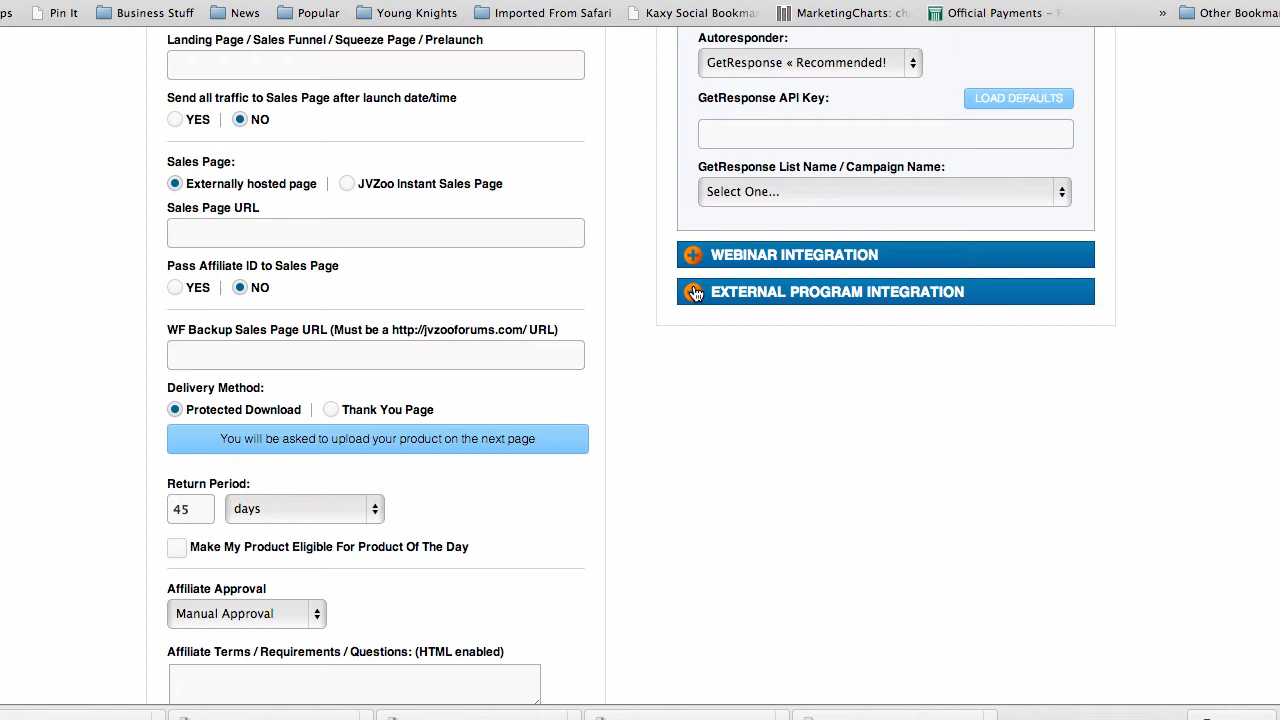 ps Pin It Business Stuff News Popular Young Knights Imported From Safari Kaxy Social Bookma MarketingCharts: ch Official Payments – » Other Bookma
Landing Page / Sales Funnel / Squeeze Page / Prelaunch
Send all traffic to Sales Page after launch date/time
YES | NO
Sales Page:
Externally hosted page | JVZoo Instant Sales Page
Sales Page URL
Pass Affiliate ID to Sales Page
YES | NO
WF Backup Sales Page URL (Must be a http://jvzooforums.com/ URL)
Delivery Method:
Protected Download | Thank You Page
You will be asked to upload your product on the next page
Return Period:
45 days
Make My Product Eligible For Product Of The Day
Affiliate Approval
Manual Approval
Affiliate Terms / Requirements / Questions: (HTML enabled)
Autoresponder:
GetResponse « Recommended!
GetResponse API Key: LOAD DEFAULTS
GetResponse List Name / Campaign Name:
Select One...
WEBINAR INTEGRATION
EXTERNAL PROGRAM INTEGRATION